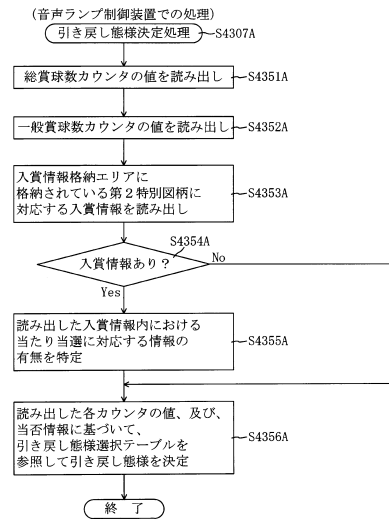 (音声ランプ制御装置での処理)
引き戻し態様決定処理
S4307A
総賞球数カウンタの値を読み出し
S4351A
一般賞球数カウンタの値を読み出し
S4352A
入賞情報格納エリアに
格納されている第2特別図柄に
対応する入賞情報を読み出し
S4353A
S4354A
入賞情報あり?
No
Yes
読み出した入賞情報内における
当たり当選に対応する情報の
有無を特定
S4355A
読み出した各カウンタの値、及び、
当否情報に基づいて、
引き戻し態様選択テーブルを
参照して引き戻し態様を決定
S4356A
終 了